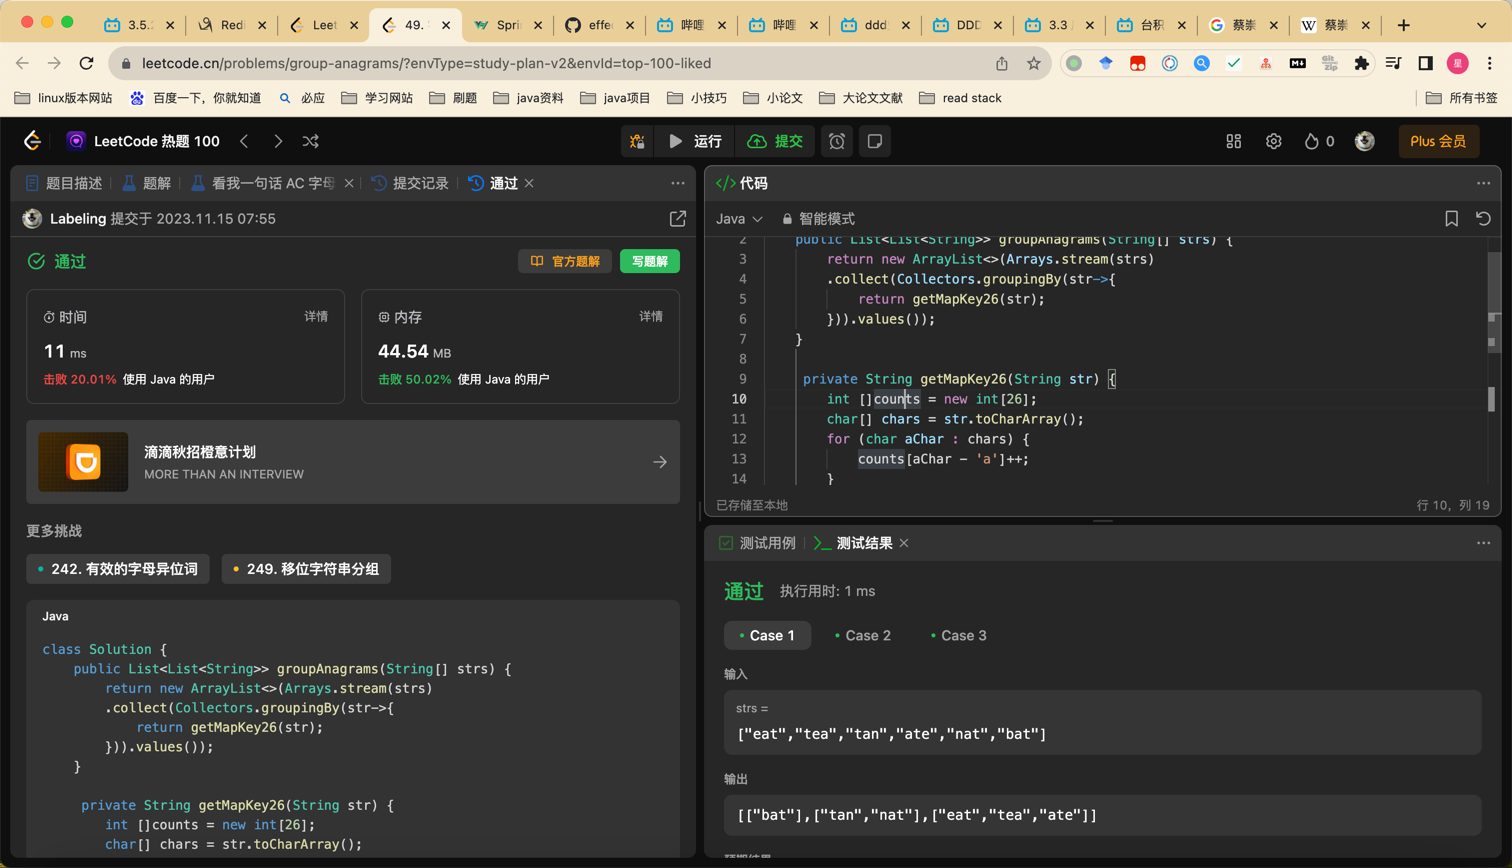 3.5.2
Redi
Leet
49.
Sprin
effe
哔哩
哔哩
ddd
DDD
3.3
台积
蔡崇
蔡崇
leetcode.cn/problems/group-anagrams/?envType=study-plan-v2&envId=top-100-liked
Git
zip
星
linux版本网站
百度一下，你就知道
必应
学习网站
刷题
java资料
java项目
小技巧
小论文
大论文文献
read stack
所有书签
LeetCode 热题 100
运行
提交
0
Plus 会员
题目描述
题解
看我一句话 AC 字母
提交记录
通过
Labeling 提交于 2023.11.15 07:55
通过
官方题解
写题解
时间
详情
11 ms
击败 20.01% 使用 Java 的用户
内存
详情
44.54 MB
击败 50.02% 使用 Java 的用户
滴滴秋招橙意计划
MORE THAN AN INTERVIEW
更多挑战
242. 有效的字母异位词
249. 移位字符串分组
Java
class Solution {
public List<List<String>> groupAnagrams(String[] strs) {
return new ArrayList<>(Arrays.stream(strs)
.collect(Collectors.groupingBy(str->{
return getMapKey26(str);
})).values());
}
private String getMapKey26(String str) {
int []counts = new int[26];
char[] chars = str.toCharArray();
</>代码
Java
智能模式
2 public List<List<String>> groupAnagrams(String[] strs) {
3 return new ArrayList<>(Arrays.stream(strs)
4 .collect(Collectors.groupingBy(str->{
5 return getMapKey26(str);
6 })).values());
7 }
8
9 private String getMapKey26(String str) {
10 int []counts = new int[26];
11 char[] chars = str.toCharArray();
12 for (char aChar : chars) {
13 counts[aChar - 'a']++;
14 }
已存储至本地
行 10，列 19
测试用例
测试结果
通过
执行用时: 1 ms
Case 1
Case 2
Case 3
输入
strs =
["eat","tea","tan","ate","nat","bat"]
输出
[["bat"],["tan","nat"],["eat","tea","ate"]]